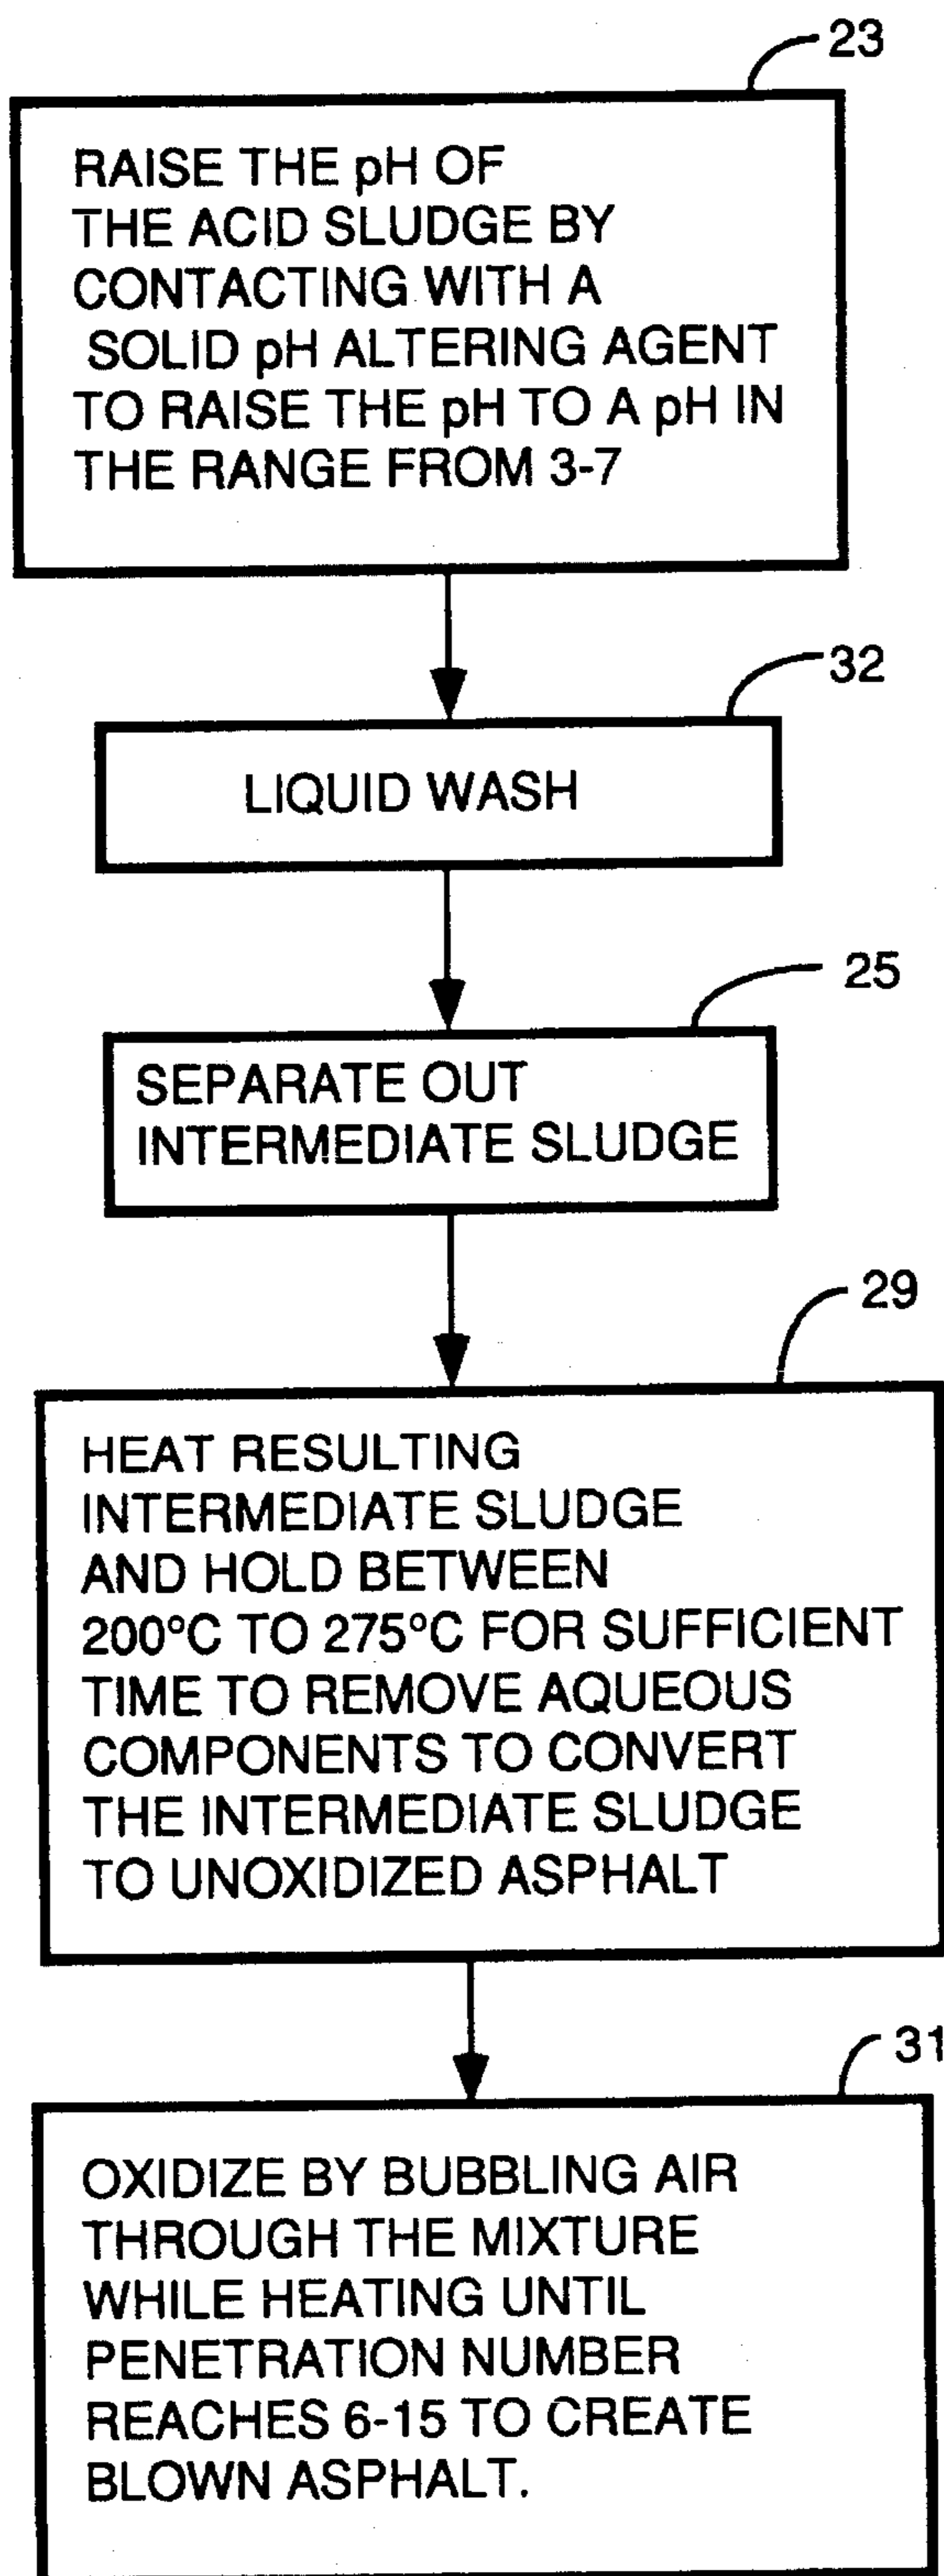 23
RAISE THE pH OF
THE ACID SLUDGE BY
CONTACTING WITH A
SOLID pH ALTERING AGENT
TO RAISE THE pH TO A pH IN
THE RANGE FROM 3-7
32
LIQUID WASH
25
SEPARATE OUT
INTERMEDIATE SLUDGE
29
HEAT RESULTING
INTERMEDIATE SLUDGE
AND HOLD BETWEEN
200°C TO 275°C FOR SUFFICIENT
TIME TO REMOVE AQUEOUS
COMPONENTS TO CONVERT
THE INTERMEDIATE SLUDGE
TO UNOXIDIZED ASPHALT
31
OXIDIZE BY BUBBLING AIR
THROUGH THE MIXTURE
WHILE HEATING UNTIL
PENETRATION NUMBER
REACHES 6-15 TO CREATE
BLOWN ASPHALT.